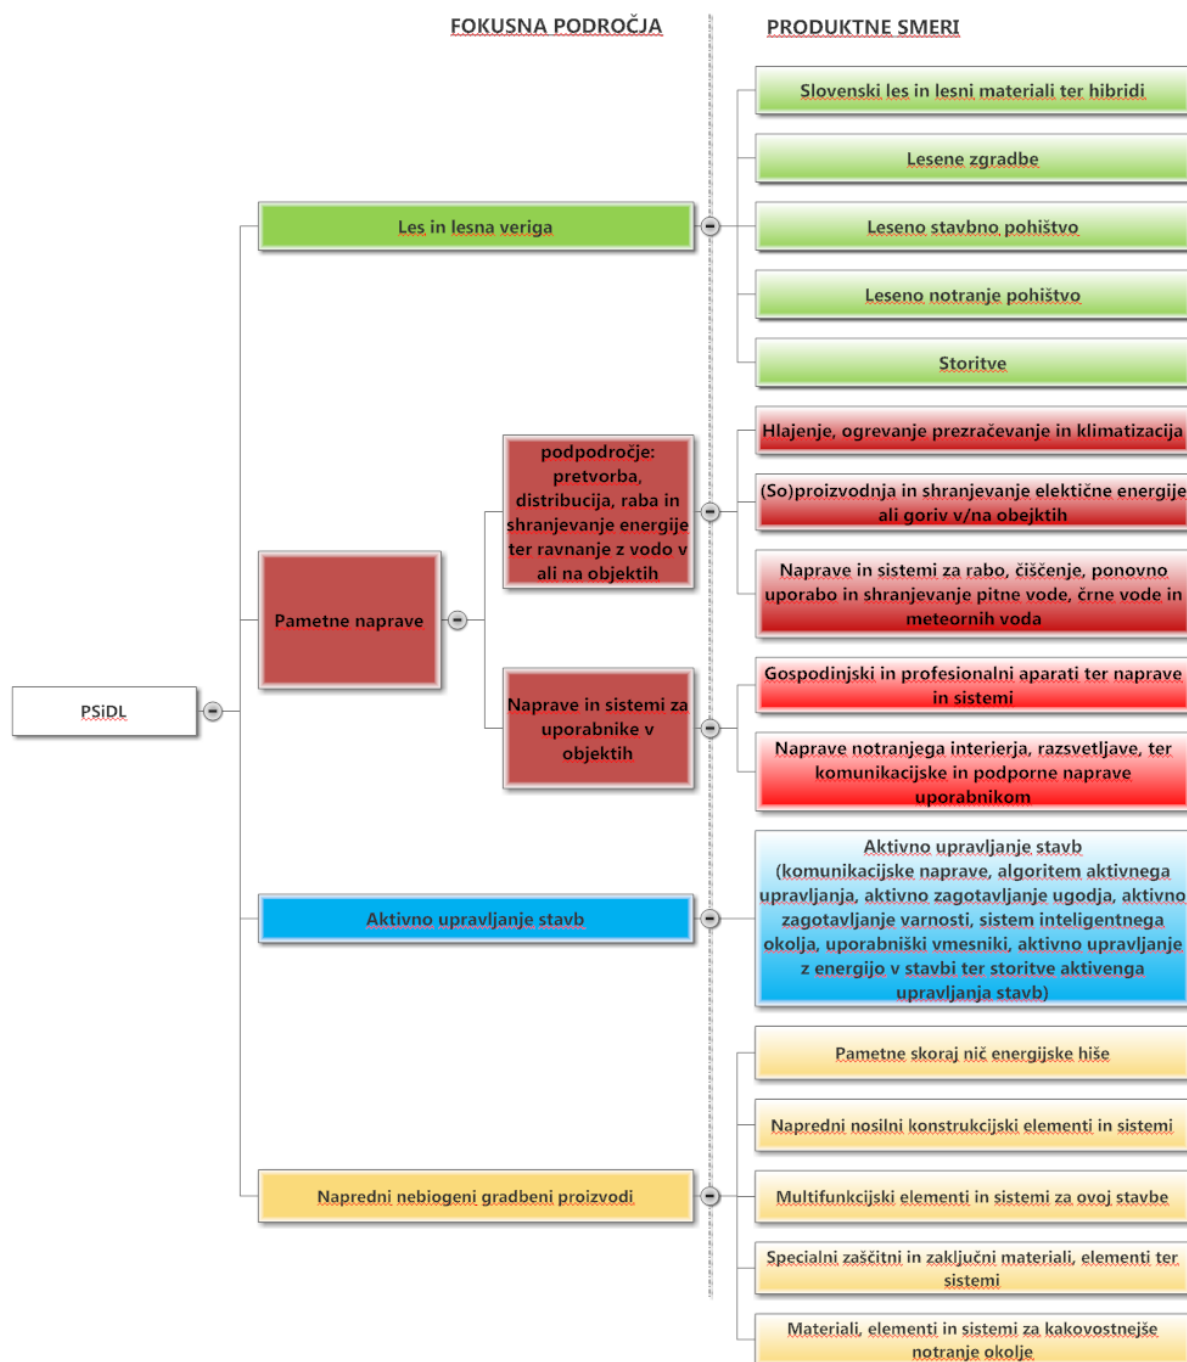 FOKUSNA PODROČJA
PRODUKTNE SMERI
Slovenski les in lesni materiali ter hibridi
Lesene zgradbe
Les in lesna veriga
Leseno stavbno pohištvo
Leseno notranje pohištvo
Storitve
podpodročje:
pretvorba,
distribucija, raba in
shranjevanje energije
ter ravnanje z vodo v
ali na objektih
Hlajenje, ogrevanje prezračevanje in klimatizacija
(So)proizvodnja in shranjevanje elektične energije
ali goriv v/na obejktih
Naprave in sistemi za rabo, čiščenje, ponovno
uporabo in shranjevanje pitne vode, črne vode in
meteornih voda
Pametne naprave
Naprave in sistemi za
uporabnike v
objektih
Gospodinjski in profesionalni aparati ter naprave
in sistemi
Naprave notranjega interierja, razsvetljave, ter
komunikacijske in podporne naprave
uporabnikom
PSiDL
Aktivno upravljanje stavb
Aktivno upravljanje stavb
(komunikacijske naprave, algoritem aktivnega
upravljanja, aktivno zagotavljanje ugodja, aktivno
zagotavljanje varnosti, sistem inteligentnega
okolja, uporabniški vmesniki, aktivno upravljanje
z energijo v stavbi ter storitve aktivenga
upravljanja stavb)
Pametne skoraj nič energijske hiše
Napredni nosilni konstrukcijski elementi in sistemi
Napredni nebiogeni gradbeni proizvodi
Multifunkcijski elementi in sistemi za ovoj stavbe
Specialni zaščitni in zaključni materiali, elementi ter
sistemi
Materiali, elementi in sistemi za kakovostnejše
notranje okolje